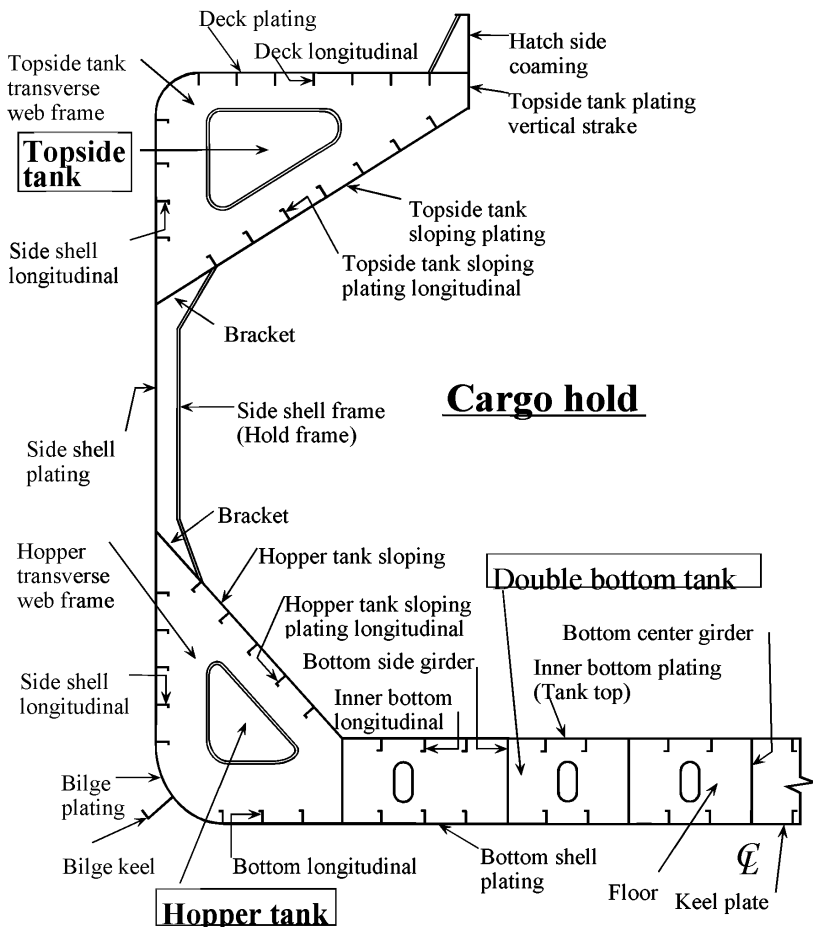 Deck plating
Deck longitudinal
Hatch side
coaming
Topside tank
transverse
web frame
Topside tank plating
vertical strake
Topside
tank
Topside tank
sloping plating
Side shell
longitudinal
Topside tank sloping
plating longitudinal
Bracket
Cargo hold
Side shell frame
(Hold frame)
Side shell
plating
Bracket
Hopper
transverse
web frame
Hopper tank sloping
Double bottom tank
Hopper tank sloping
plating longitudinal
Bottom center girder
Bottom side girder
Inner bottom plating
(Tank top)
Side shell
longitudinal
Inner bottom
longitudinal
Bilge
plating
Bilge keel
Bottom longitudinal
Bottom shell
plating
Floor
℄
Keel plate
Hopper tank